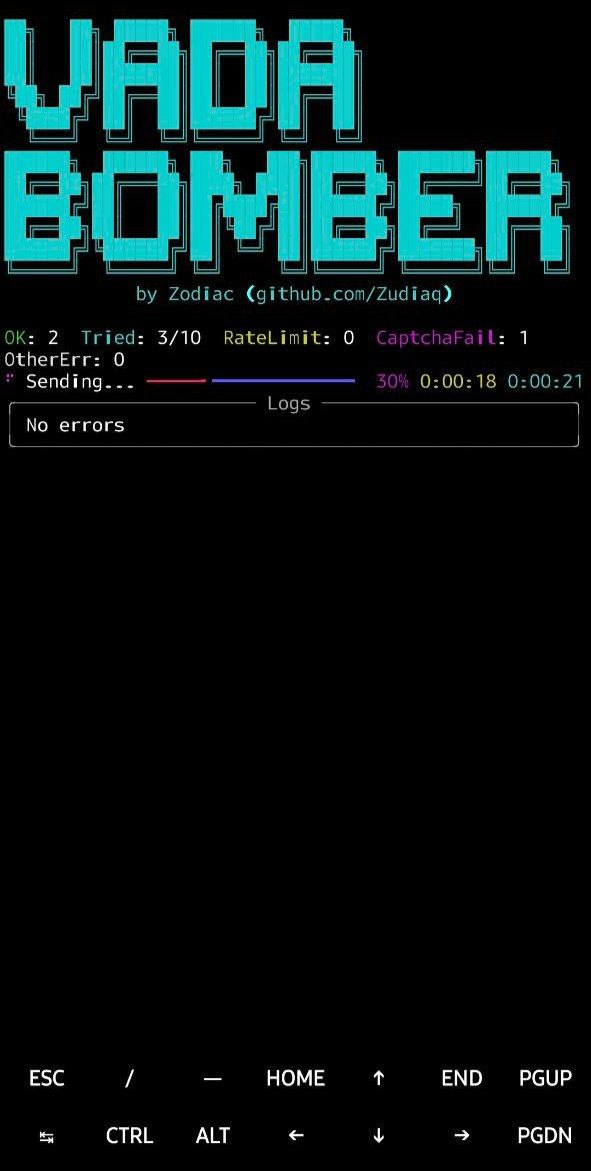 VADA
BOMBER
by Zodiac (github.com/Zudiaq)
OK: 2 Tried: 3/10 RateLimit: 0 CaptchaFail: 1
OtherErr: 0
Sending... 30% 0:00:18 0:00:21
Logs
No errors
ESC / — HOME ↑ END PGUP
↹ CTRL ALT ← ↓ → PGDN